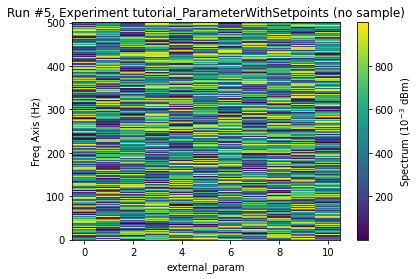 Run #5, Experiment tutorial_ParameterWithSetpoints (no sample)
500
400
300
200
100
0
Freq Axis (Hz)
0 2 4 6 8 10
external_param
800
600
400
200
Spectrum (10⁻³ dBm)